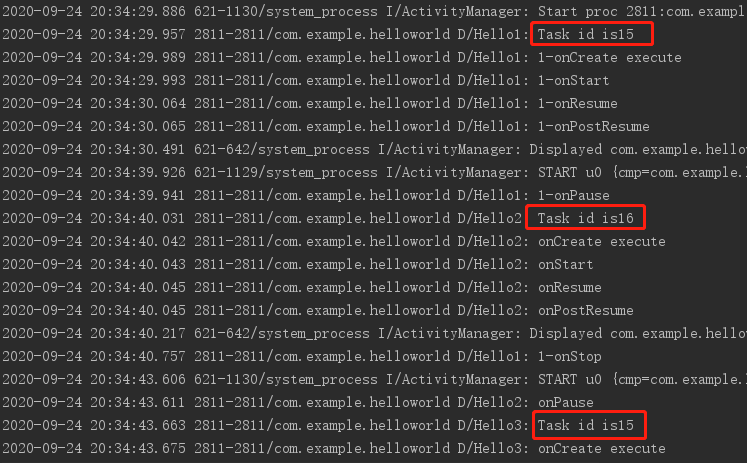 2020-09-24 20:34:29.886 621-1130/system_process I/ActivityManager: Start proc 2811:com.exampl
2020-09-24 20:34:29.957 2811-2811/com.example.helloworld D/Hello1: Task id is15
2020-09-24 20:34:29.989 2811-2811/com.example.helloworld D/Hello1: 1-onCreate execute
2020-09-24 20:34:29.993 2811-2811/com.example.helloworld D/Hello1: 1-onStart
2020-09-24 20:34:30.064 2811-2811/com.example.helloworld D/Hello1: 1-onResume
2020-09-24 20:34:30.065 2811-2811/com.example.helloworld D/Hello1: 1-onPostResume
2020-09-24 20:34:30.491 621-642/system_process I/ActivityManager: Displayed com.example.hello
2020-09-24 20:34:39.926 621-1129/system_process I/ActivityManager: START u0 {cmp=com.example.
2020-09-24 20:34:39.941 2811-2811/com.example.helloworld D/Hello1: 1-onPause
2020-09-24 20:34:40.031 2811-2811/com.example.helloworld D/Hello2: Task id is16
2020-09-24 20:34:40.042 2811-2811/com.example.helloworld D/Hello2: onCreate execute
2020-09-24 20:34:40.043 2811-2811/com.example.helloworld D/Hello2: onStart
2020-09-24 20:34:40.045 2811-2811/com.example.helloworld D/Hello2: onResume
2020-09-24 20:34:40.045 2811-2811/com.example.helloworld D/Hello2: onPostResume
2020-09-24 20:34:40.217 621-642/system_process I/ActivityManager: Displayed com.example.hello
2020-09-24 20:34:40.757 2811-2811/com.example.helloworld D/Hello1: 1-onStop
2020-09-24 20:34:43.606 621-1130/system_process I/ActivityManager: START u0 {cmp=com.example.
2020-09-24 20:34:43.611 2811-2811/com.example.helloworld D/Hello2: onPause
2020-09-24 20:34:43.663 2811-2811/com.example.helloworld D/Hello3: Task id is15
2020-09-24 20:34:43.675 2811-2811/com.example.helloworld D/Hello3: onCreate execute